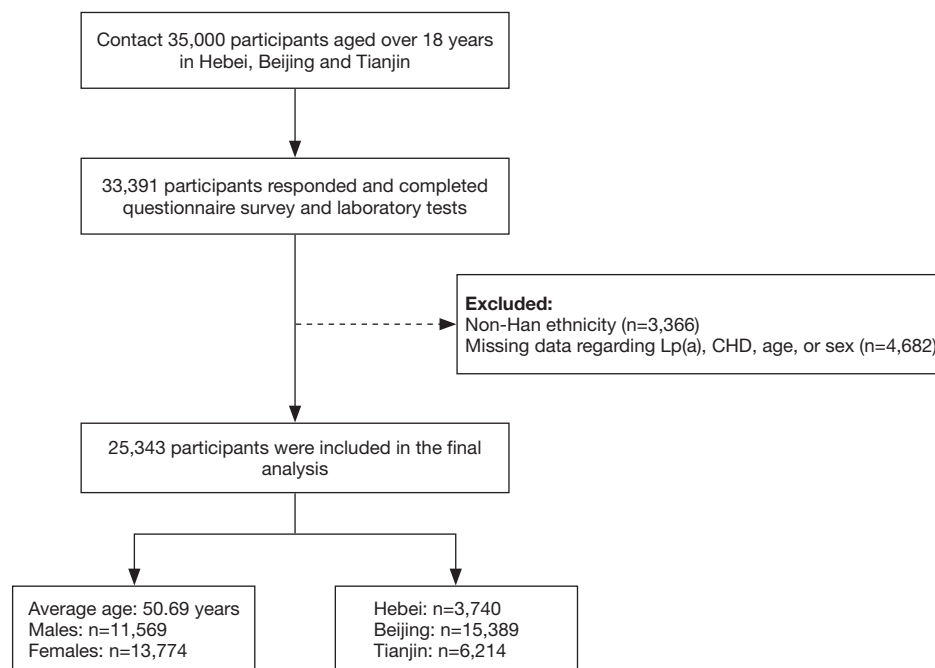 Contact 35,000 participants aged over 18 years
in Hebei, Beijing and Tianjin
33,391 participants responded and completed
questionnaire survey and laboratory tests
Excluded:
Non-Han ethnicity (n=3,366)
Missing data regarding Lp(a), CHD, age, or sex (n=4,682)
25,343 participants were included in the final
analysis
Average age: 50.69 years
Males: n=11,569
Females: n=13,774
Hebei: n=3,740
Beijing: n=15,389
Tianjin: n=6,214